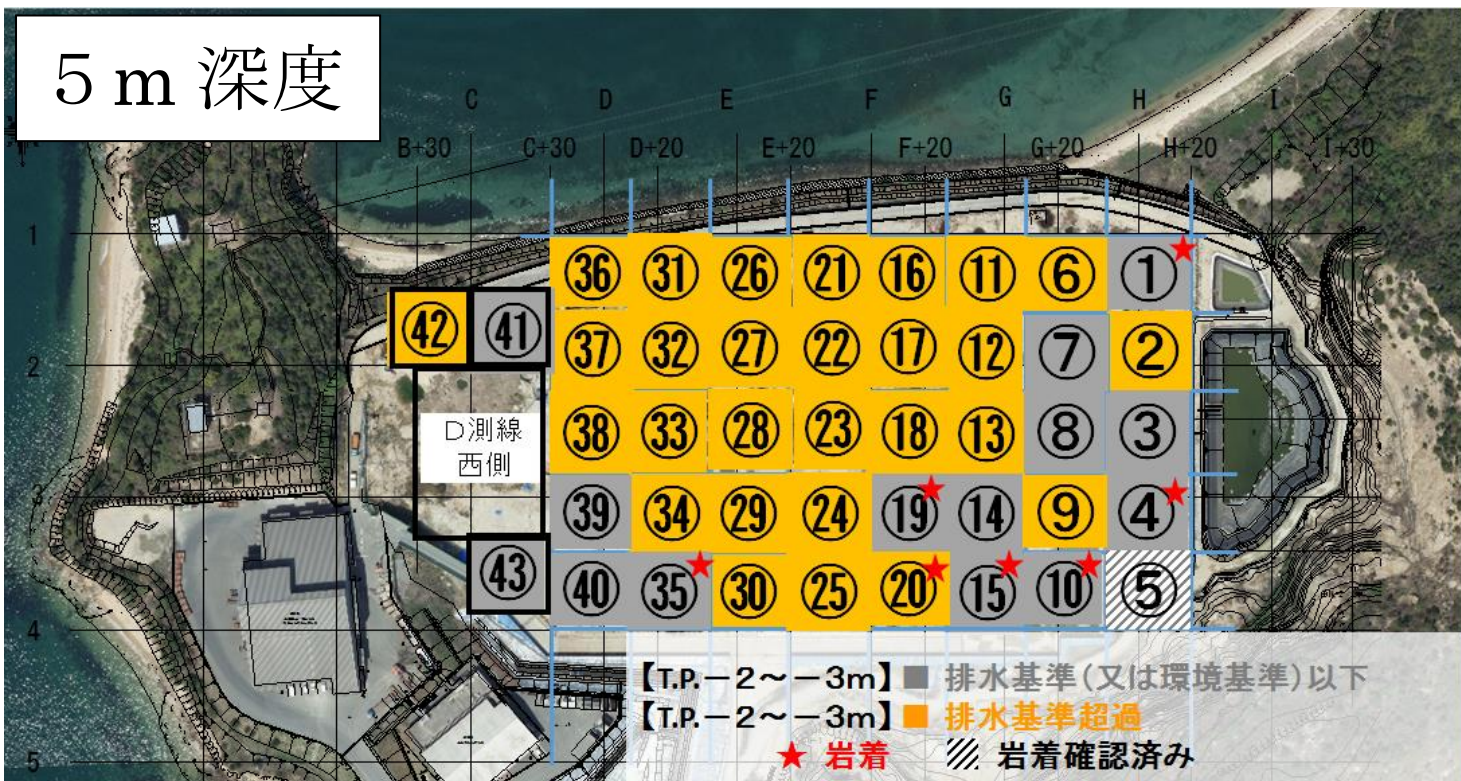 5m 深度
C D E F G H I
B+30 C+30 D+20 E+20 F+20 G+20 H+20 I+30
1
㊱ ㉛ ㉖ ㉑ ⑯ ⑪ ⑥ ①
㊷ ㊶
㊲ ㉜ ㉗ ㉒ ⑰ ⑫ ⑦ ②
2
D測線
西側
㊳ ㉝ ㉘ ㉓ ⑱ ⑬ ⑧ ③
3
㊴ ㉞ ㉙ ㉔ ⑲ ⑭ ⑨ ④
㊸
㊵ ㉟ ㉚ ㉕ ⑳ ⑮ ⑩ ⑤
4
【T.P.-2~-3m】■ 排水基準(又は環境基準)以下
【T.P.-2~-3m】■ 排水基準超過
★ 岩着 岩着確認済み
5